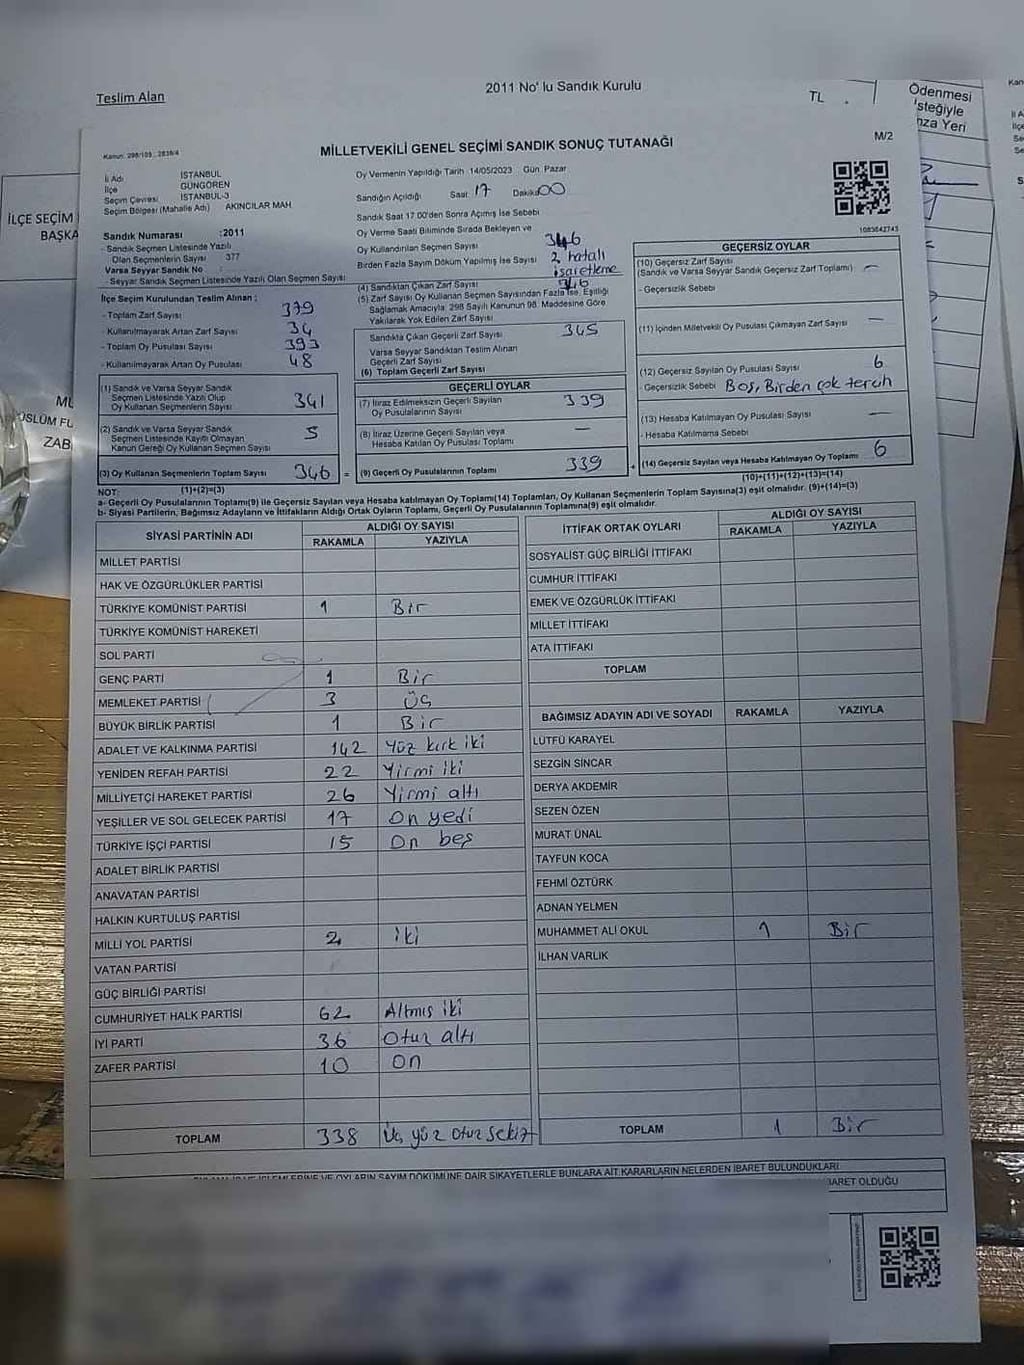 Teslim Alan
2011 No' lu Sandık Kurulu
TL
Ödenmesi
İLÇE SEÇİM
M/2
Kanun: 298/103 , 2839/4
MİLLETVEKİLİ GENEL SEÇİMİ SANDIK SONUÇ TUTANAĞI
İl Adı İSTANBUL
İlçe GÜNGÖREN
Seçim Çevresi İSTANBUL-3
Seçim Bölgesi (Mahalle Adı) AKINCILAR MAH.
Sandık Numarası :2011
- Sandık Seçmen Listesinde Yazılı
Olan Seçmenlerin Sayısı 377
Varsa Seyyar Sandık No
- Seyyar Sandık Seçmen Listesinde Yazılı Olan Seçmen Sayısı
İlçe Seçim Kurulundan Teslim Alınan ;
- Toplam Zarf Sayısı 379
- Kullanılmayarak Artan Zarf Sayısı 34
- Toplam Oy Pusulası Sayısı 393
- Kullanılmayarak Artan Oy Pusulası 48
(1) Sandık ve Varsa Seyyar Sandık
Seçmen Listesinde Yazılı Olup
Oy Kullanan Seçmenlerin Sayısı 341
(2) Sandık ve Varsa Seyyar Sandık
Seçmen Listesinde Kayıtlı Olmayan
Kanun Gereği Oy Kullanan Seçmen Sayısı 5
(3) Oy Kullanan Seçmenlerin Toplam Sayısı 346 =
(1)+(2)=(3)
Oy Vermenin Yapıldığı Tarih 14/05/2023 Gün Pazar
Sandığın Açıldığı Saat 17 Dakika 00
Sandık Saat 17.00'den Sonra Açılmış İse Sebebi
Oy Verme Saati Bitiminde Sırada Bekleyen ve
Oy Kullandırılan Seçmen Sayısı 346
Birden Fazla Sayım Döküm Yapılmış İse Sayısı 2 hatalı
işaretleme
(4) Sandıktan Çıkan Zarf Sayısı 346
(5) Zarf Sayısı Oy Kullanan Seçmen Sayısından Fazla İse, Eşitliği
Sağlamak Amacıyla; 298 Sayılı Kanunun 98. Maddesine Göre
Yakılarak Yok Edilen Zarf Sayısı
Sandıkta Çıkan Geçerli Zarf Sayısı 345
Varsa Seyyar Sandıktan Teslim Alınan
Geçerli Zarf Sayısı
(6) Toplam Geçerli Zarf Sayısı
GEÇERLİ OYLAR
(7) İtiraz Edilmeksizin Geçerli Sayılan
Oy Pusulalarının Sayısı 339
(8) İtiraz Üzerine Geçerli Sayılan veya
Hesaba Katılan Oy Pusulası Toplamı —
(9) Geçerli Oy Pusulalarının Toplamı 339 +
1083642743
GEÇERSİZ OYLAR
(10) Geçersiz Zarf Sayısı
(Sandık ve Varsa Seyyar Sandık Geçersiz Zarf Toplamı) —
- Geçersizlik Sebebi
(11) İçinden Milletvekili Oy Pusulası Çıkmayan Zarf Sayısı —
(12) Geçersiz Sayılan Oy Pusulası Sayısı 6
- Geçersizlik Sebebi Boş, Birden çok tercih
(13) Hesaba Katılmayan Oy Pusulası Sayısı —
- Hesaba Katılmama Sebebi
(14) Geçersiz Sayılan veya Hesaba Katılmayan Oy Toplamı 6
(10)+(11)+(12)+(13)=(14)
NOT:
a- Geçerli Oy Pusulalarının Toplamı(9) ile Geçersiz Sayılan veya Hesaba katılmayan Oy Toplamı(14) Toplamları, Oy Kullanan Seçmenlerin Toplam Sayısına(3) eşit olmalıdır. (9)+(14)=(3)
b- Siyasi Partilerin, Bağımsız Adayların ve İttifakların Aldığı Ortak Oyların Toplamı, Geçerli Oy Pusulalarının Toplamına(9) eşit olmalıdır.
SİYASİ PARTİNİN ADI ALDIĞI OY SAYISI
RAKAMLA YAZIYLA
MİLLET PARTİSİ
HAK VE ÖZGÜRLÜKLER PARTİSİ
TÜRKİYE KOMÜNİST PARTİSİ 1 Bir
TÜRKİYE KOMÜNİST HAREKETİ
SOL PARTİ
GENÇ PARTİ 1 Bir
MEMLEKET PARTİSİ 3 Üç
BÜYÜK BİRLİK PARTİSİ 1 Bir
ADALET VE KALKINMA PARTİSİ 142 Yüz kırk iki
YENİDEN REFAH PARTİSİ 22 Yirmi iki
MİLLİYETÇİ HAREKET PARTİSİ 26 Yirmi altı
YEŞİLLER VE SOL GELECEK PARTİSİ 17 On yedi
TÜRKİYE İŞÇİ PARTİSİ 15 On beş
ADALET BİRLİK PARTİSİ
ANAVATAN PARTİSİ
HALKIN KURTULUŞ PARTİSİ
MİLLİ YOL PARTİSİ 2 iki
VATAN PARTİSİ
GÜÇ BİRLİĞİ PARTİSİ
CUMHURİYET HALK PARTİSİ 62 Altmış iki
İYİ PARTİ 36 Otuz altı
ZAFER PARTİSİ 10 On
TOPLAM 338 Üç yüz otuz sekiz
İTTİFAK ORTAK OYLARI ALDIĞI OY SAYISI
RAKAMLA YAZIYLA
SOSYALİST GÜÇ BİRLİĞİ İTTİFAKI
CUMHUR İTTİFAKI
EMEK VE ÖZGÜRLÜK İTTİFAKI
MİLLET İTTİFAKI
ATA İTTİFAKI
TOPLAM
BAĞIMSIZ ADAYIN ADI VE SOYADI RAKAMLA YAZIYLA
LÜTFÜ KARAYEL
SEZGİN SİNCAR
DERYA AKDEMİR
SEZEN ÖZEN
MURAT ÜNAL
TAYFUN KOCA
FEHMİ ÖZTÜRK
ADNAN YELMEN
MUHAMMET ALİ OKUL 1 Bir
İLHAN VARLIK
TOPLAM 1 Bir
VE OYLARIN SAYIM DÖKÜMÜNE DAİR ŞİKAYETLERLE BUNLARA AİT KARARLARIN NELERDEN İBARET BULUNDUKLARI
OLDUĞU